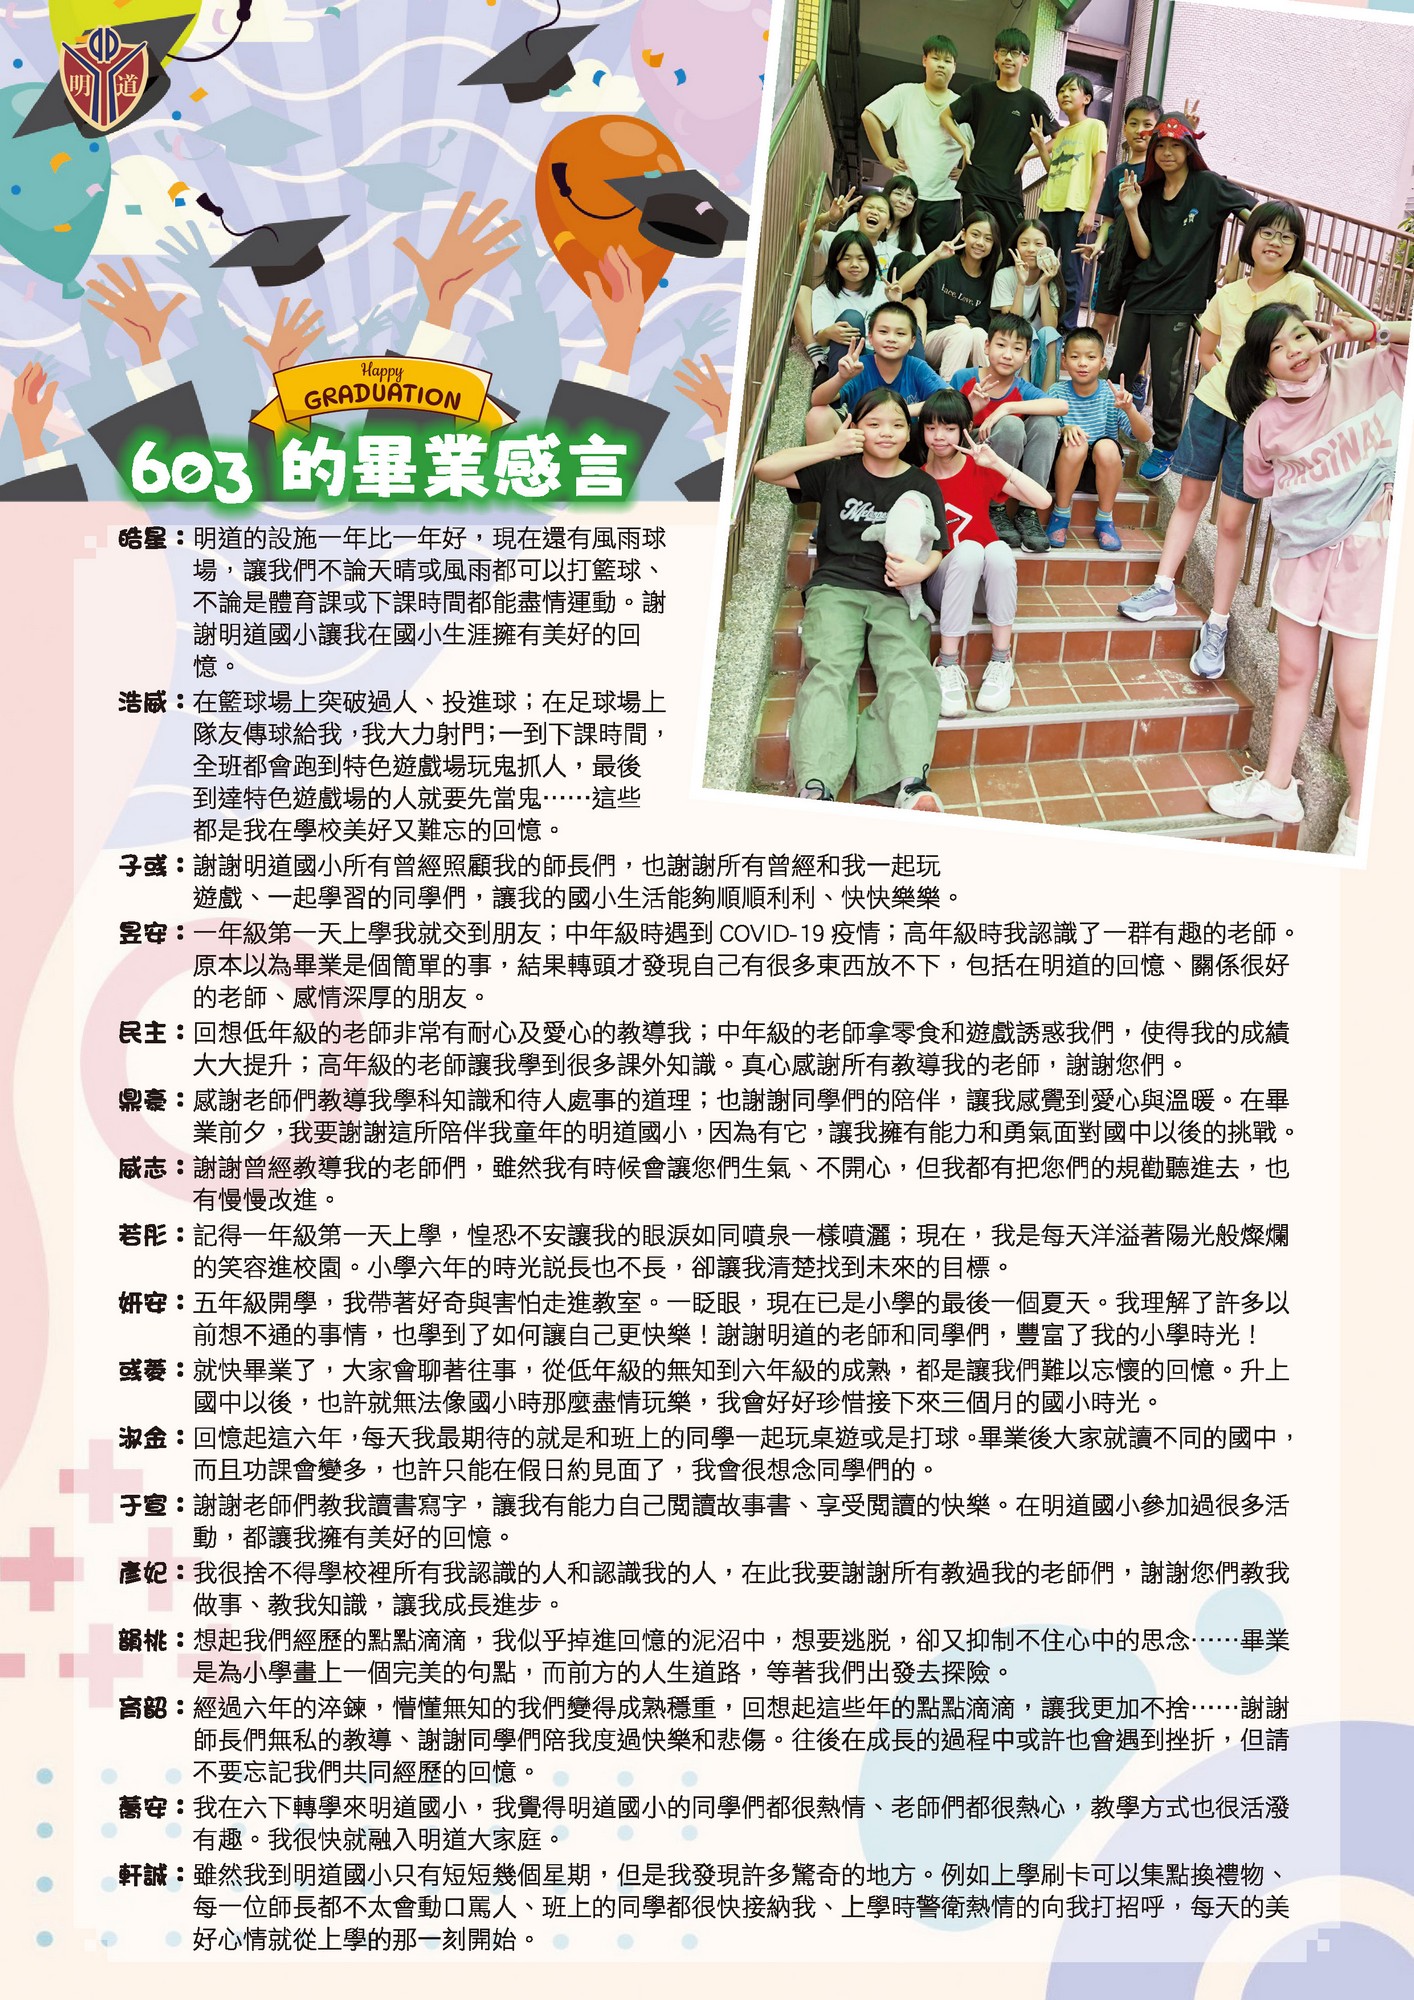 明道
Happy
GRADUATION
603 的畢業感言
Peace, Love, P
ORIGINAL
皓星：明道的設施一年比一年好，現在還有風雨球
場，讓我們不論天晴或風雨都可以打籃球、
不論是體育課或下課時間都能盡情運動。謝
謝明道國小讓我在國小生涯擁有美好的回
憶。
浩威：在籃球場上突破過人、投進球；在足球場上
隊友傳球給我，我大力射門；一到下課時間，
全班都會跑到特色遊戲場玩鬼抓人，最後
到達特色遊戲場的人就要先當鬼……這些
都是我在學校美好又難忘的回憶。
子彧：謝謝明道國小所有曾經照顧我的師長們，也謝謝所有曾經和我一起玩
遊戲、一起學習的同學們，讓我的國小生活能夠順順利利、快快樂樂。
昱安：一年級第一天上學我就交到朋友；中年級時遇到 COVID-19 疫情；高年級時我認識了一群有趣的老師。
原本以為畢業是個簡單的事，結果轉頭才發現自己有很多東西放不下，包括在明道的回憶、關係很好
的老師、感情深厚的朋友。
民主：回想低年級的老師非常有耐心及愛心的教導我；中年級的老師拿零食和遊戲誘惑我們，使得我的成績
大大提升；高年級的老師讓我學到很多課外知識。真心感謝所有教導我的老師，謝謝您們。
鼎豪：感謝老師們教導我學科知識和待人處事的道理；也謝謝同學們的陪伴，讓我感覺到愛心與溫暖。在畢
業前夕，我要謝謝這所陪伴我童年的明道國小，因為有它，讓我擁有能力和勇氣面對國中以後的挑戰。
威志：謝謝曾經教導我的老師們，雖然我有時候會讓您們生氣、不開心，但我都有把您們的規勸聽進去，也
有慢慢改進。
若彤：記得一年級第一天上學，惶恐不安讓我的眼淚如同噴泉一樣噴灑；現在，我是每天洋溢著陽光般燦爛
的笑容進校園。小學六年的時光說長也不長，卻讓我清楚找到未來的目標。
妍安：五年級開學，我帶著好奇與害怕走進教室。一眨眼，現在已是小學的最後一個夏天。我理解了許多以
前想不通的事情，也學到了如何讓自己更快樂！謝謝明道的老師和同學們，豐富了我的小學時光！
彧菱：就快畢業了，大家會聊著往事，從低年級的無知到六年級的成熟，都是讓我們難以忘懷的回憶。升上
國中以後，也許就無法像國小時那麼盡情玩樂，我會好好珍惜接下來三個月的國小時光。
淑金：回憶起這六年，每天我最期待的就是和班上的同學一起玩桌遊或是打球。畢業後大家就讀不同的國中，
而且功課會變多，也許只能在假日約見面了，我會很想念同學們的。
于宣：謝謝老師們教我讀書寫字，讓我有能力自己閱讀故事書、享受閱讀的快樂。在明道國小參加過很多活
動，都讓我擁有美好的回憶。
彥妃：我很捨不得學校裡所有我認識的人和認識我的人，在此我要謝謝所有教過我的老師們，謝謝您們教我
做事、教我知識，讓我成長進步。
韻桃：想起我們經歷的點點滴滴，我似乎掉進回憶的泥沼中，想要逃脫，卻又抑制不住心中的思念……畢業
是為小學畫上一個完美的句點，而前方的人生道路，等著我們出發去探險。
育韶：經過六年的淬鍊，懵懂無知的我們變得成熟穩重，回想起這些年的點點滴滴，讓我更加不捨……謝謝
師長們無私的教導、謝謝同學們陪我度過快樂和悲傷。往後在成長的過程中或許也會遇到挫折，但請
不要忘記我們共同經歷的回憶。
蕎安：我在六下轉學來明道國小，我覺得明道國小的同學們都很熱情、老師們都很熱心，教學方式也很活潑
有趣。我很快就融入明道大家庭。
軒誠：雖然我到明道國小只有短短幾個星期，但是我發現許多驚奇的地方。例如上學刷卡可以集點換禮物、
每一位師長都不太會動口罵人、班上的同學都很快接納我、上學時警衛熱情的向我打招呼，每天的美
好心情就從上學的那一刻開始。